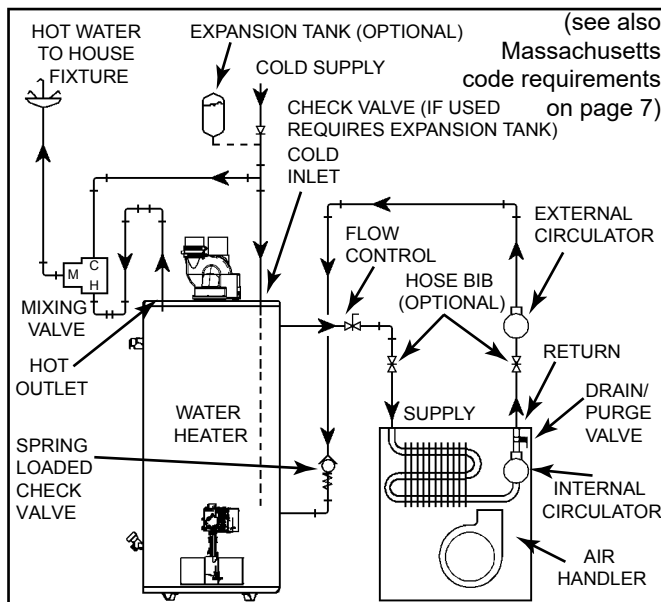 HOT WATER
TO HOUSE
FIXTURE
EXPANSION TANK (OPTIONAL)
COLD SUPPLY
(see also
Massachusetts
code requirements
on page 7)
CHECK VALVE (IF USED
REQUIRES EXPANSION TANK)
COLD
INLET
FLOW
CONTROL
EXTERNAL
CIRCULATOR
HOSE BIB
(OPTIONAL)
C
M
H
MIXING
VALVE
HOT
OUTLET
WATER
HEATER
SPRING
LOADED
CHECK
VALVE
SUPPLY
RETURN
DRAIN/
PURGE
VALVE
INTERNAL
CIRCULATOR
AIR
HANDLER